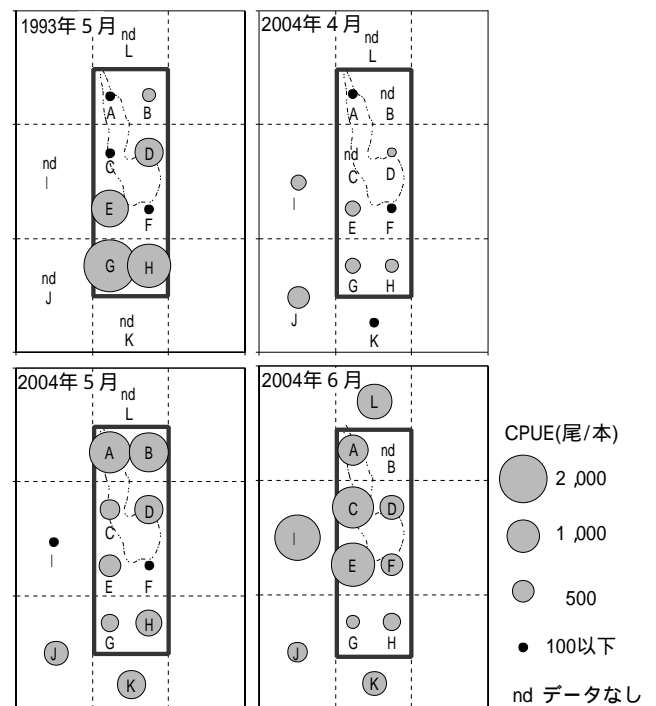 1993年 5 月
nd
L
A B
nd
I
C D
E F
nd
J
G H
nd
K
2004年 4 月
nd
L
nd
A B
nd
C D
I
E F
G H
J
K
2004年 5 月
nd
L
A B
C D
I
E F
G H
J
K
2004年 6 月
L
A nd
B
C D
I
E F
G H
J
K
CPUE(尾/本)
2 ,000
1 ,000
500
100以下
nd データなし